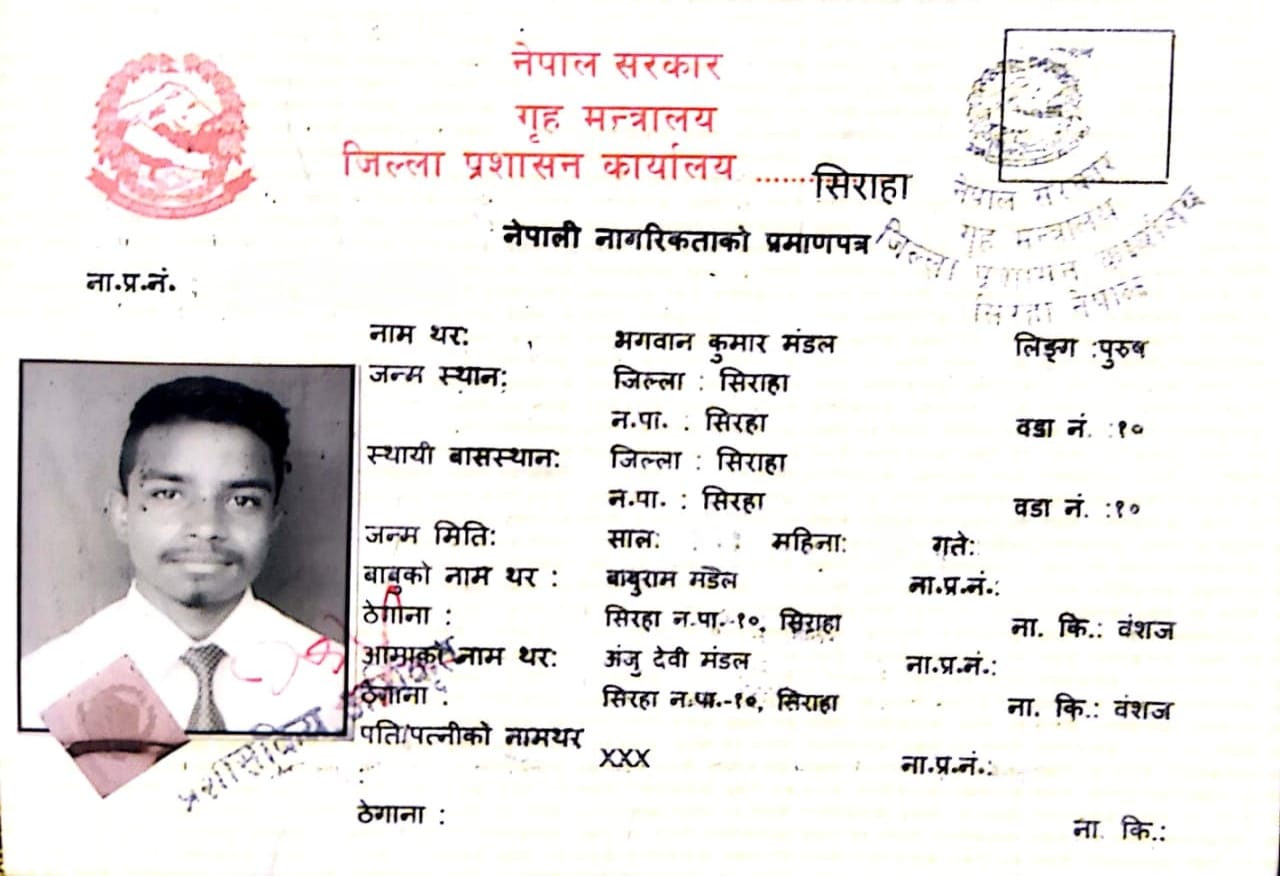 नेपाल सरकार
गृह मन्त्रालय
जिल्ला प्रशासन कार्यालय ........सिराहा
नेपाली नागरिकताको प्रमाणपत्र
नेपाल सरकार
गृह मन्त्रालय
जिल्ला प्रशासन कार्यालय
सिराहा नेपाल
ना.प्र.नं. :
नाम थर: भगवान कुमार मंडल लिङ्ग :पुरुष
जन्म स्थान: जिल्ला : सिराहा
न.पा. : सिरहा वडा नं. :१०
स्थायी बासस्थान: जिल्ला : सिराहा
न.पा. : सिरहा वडा नं. :१०
जन्म मिति: साल: महिना: गते:
बाबुको नाम थर : बाबुराम मंडल ना.प्र.नं.:
ठेगाना : सिरहा न.पा.-१०, सिराहा ना. कि.: वंशज
आमाको नाम थर: अंजु देवी मंडल ना.प्र.नं.:
ठेगाना : सिरहा न.पा.-१०, सिराहा ना. कि.: वंशज
पति/पत्नीको नामथर : XXX ना.प्र.नं.:
ठेगाना : ना. कि.:
प्रशासकिय